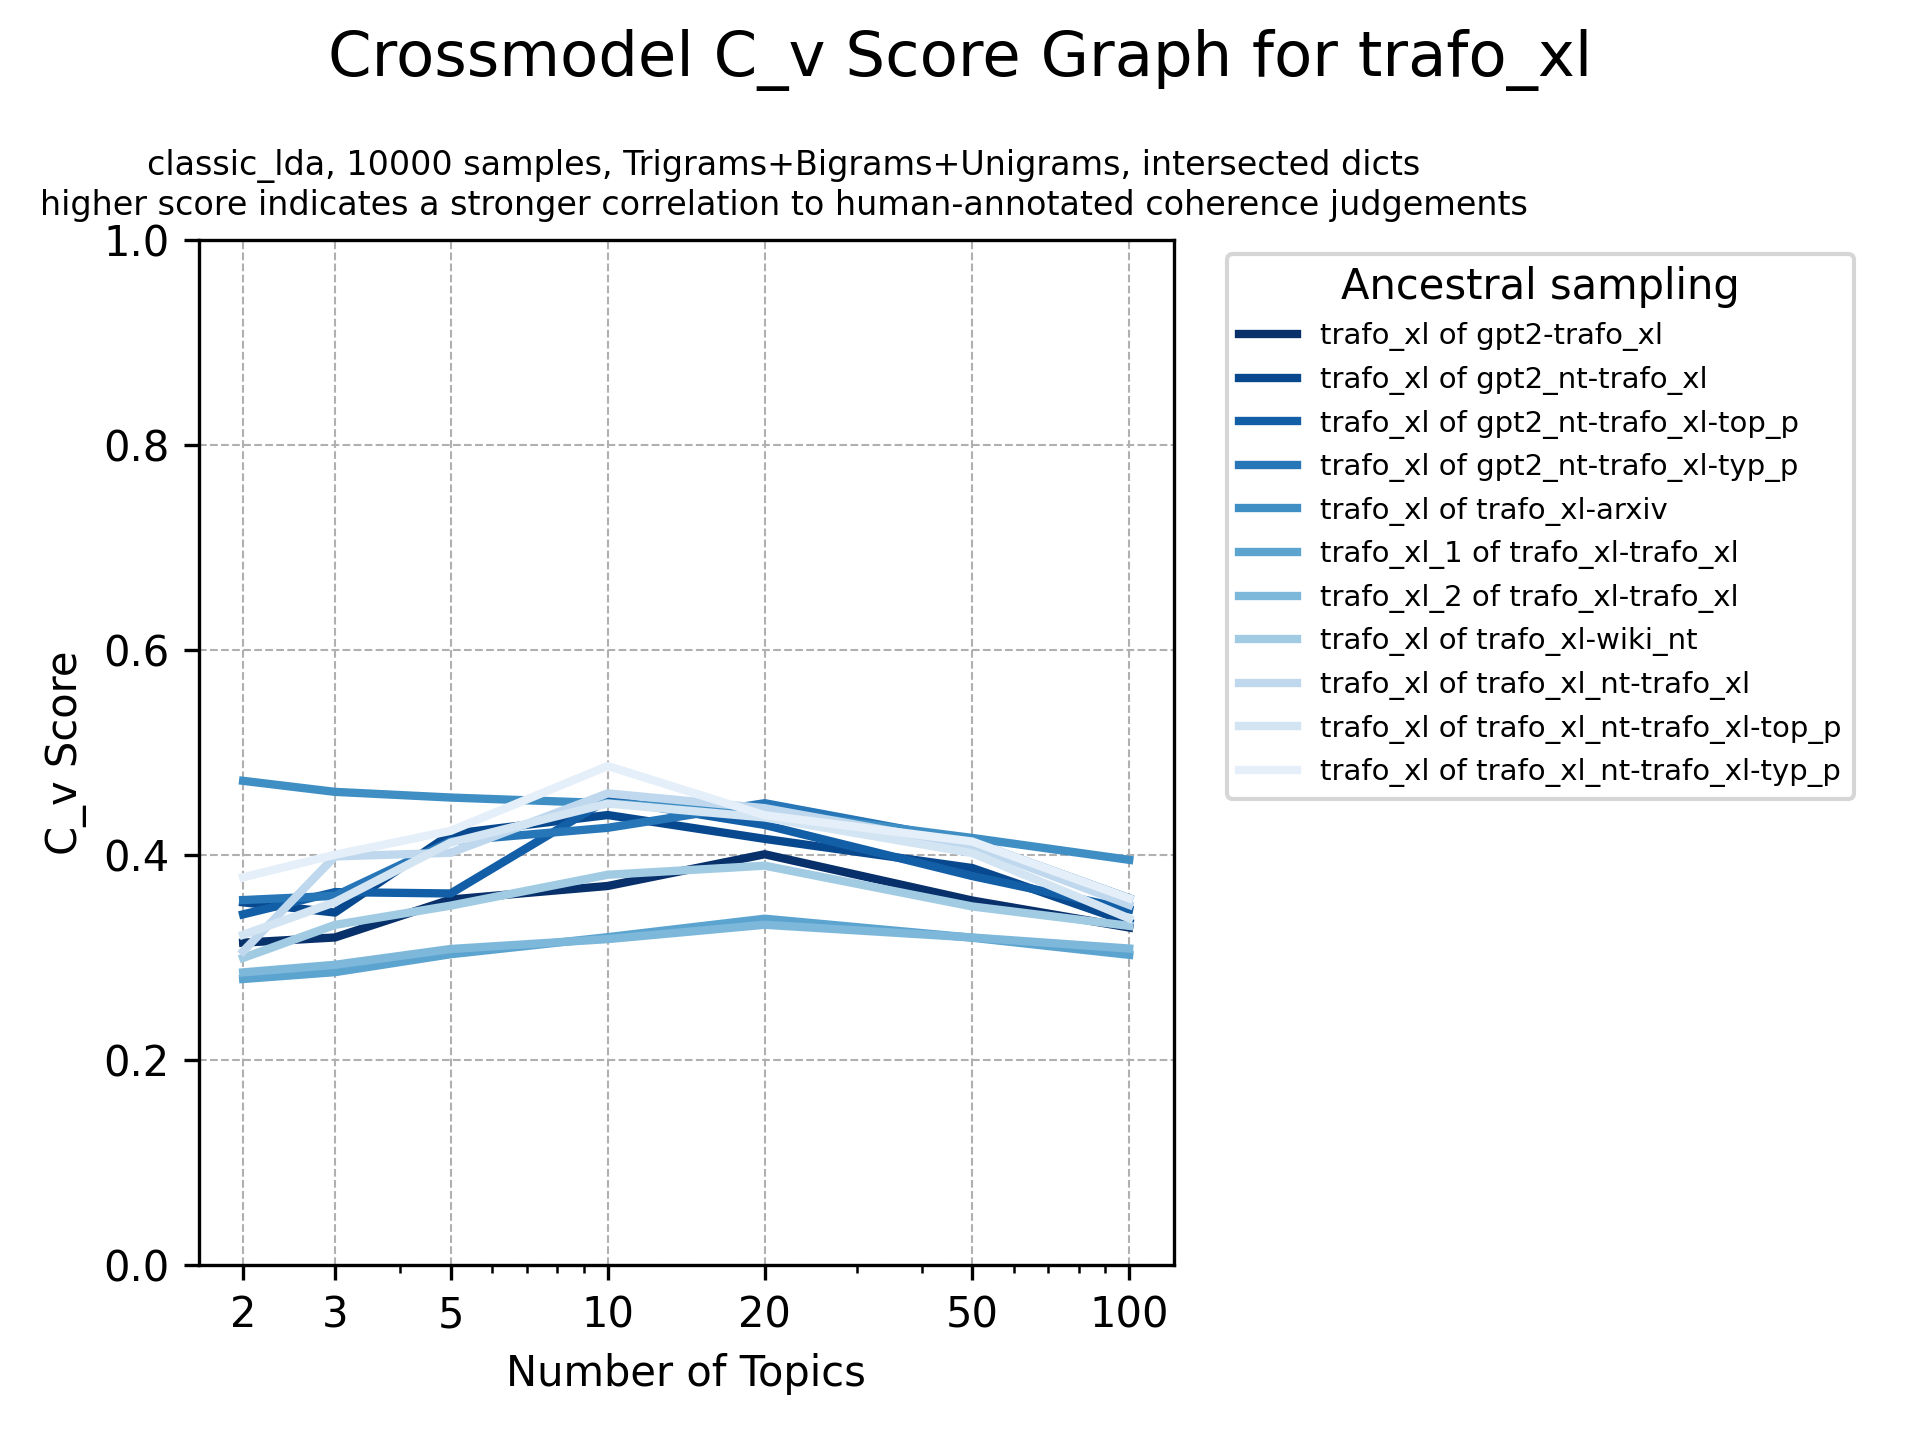 Crossmodel C_v Score Graph for trafo_xl
classic_lda, 10000 samples, Trigrams+Bigrams+Unigrams, intersected dicts
higher score indicates a stronger correlation to human-annotated coherence judgements
1.0
0.8
0.6
0.4
0.2
0.0
C_v Score
2 3 5 10 20 50 100
Number of Topics
Ancestral sampling
trafo_xl of gpt2-trafo_xl
trafo_xl of gpt2_nt-trafo_xl
trafo_xl of gpt2_nt-trafo_xl-top_p
trafo_xl of gpt2_nt-trafo_xl-typ_p
trafo_xl of trafo_xl-arxiv
trafo_xl_1 of trafo_xl-trafo_xl
trafo_xl_2 of trafo_xl-trafo_xl
trafo_xl of trafo_xl-wiki_nt
trafo_xl of trafo_xl_nt-trafo_xl
trafo_xl of trafo_xl_nt-trafo_xl-top_p
trafo_xl of trafo_xl_nt-trafo_xl-typ_p